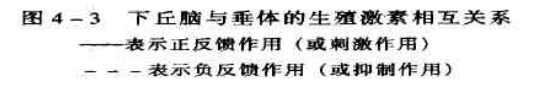 图 4-3 下丘脑与垂体的生殖激素相互关系
——表示正反馈作用（或刺激作用）
- - -表示负反馈作用（或抑制作用）